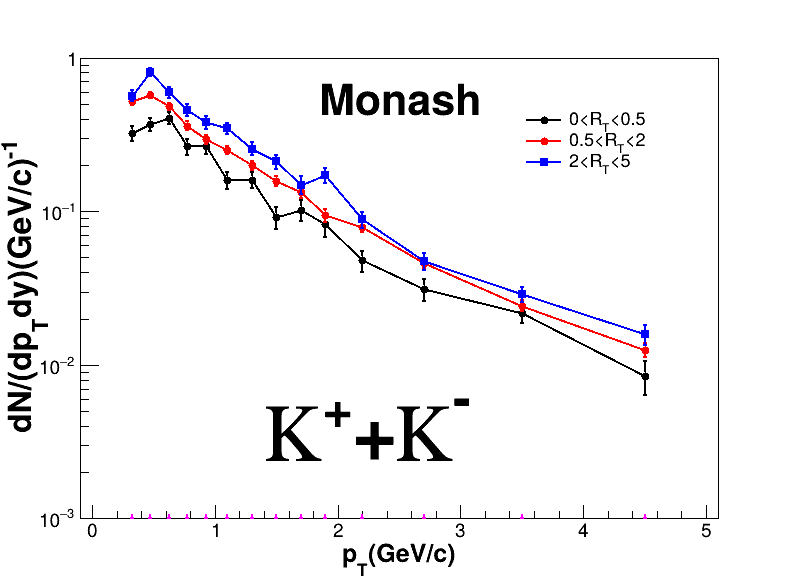 Monash
0<R_T<0.5
0.5<R_T<2
2<R_T<5
dN/(dp_Tdy)(GeV/c)^-1
1
10^-1
10^-2
10^-3
K^++K^-
0 1 2 3 4 5
p_T(GeV/c)